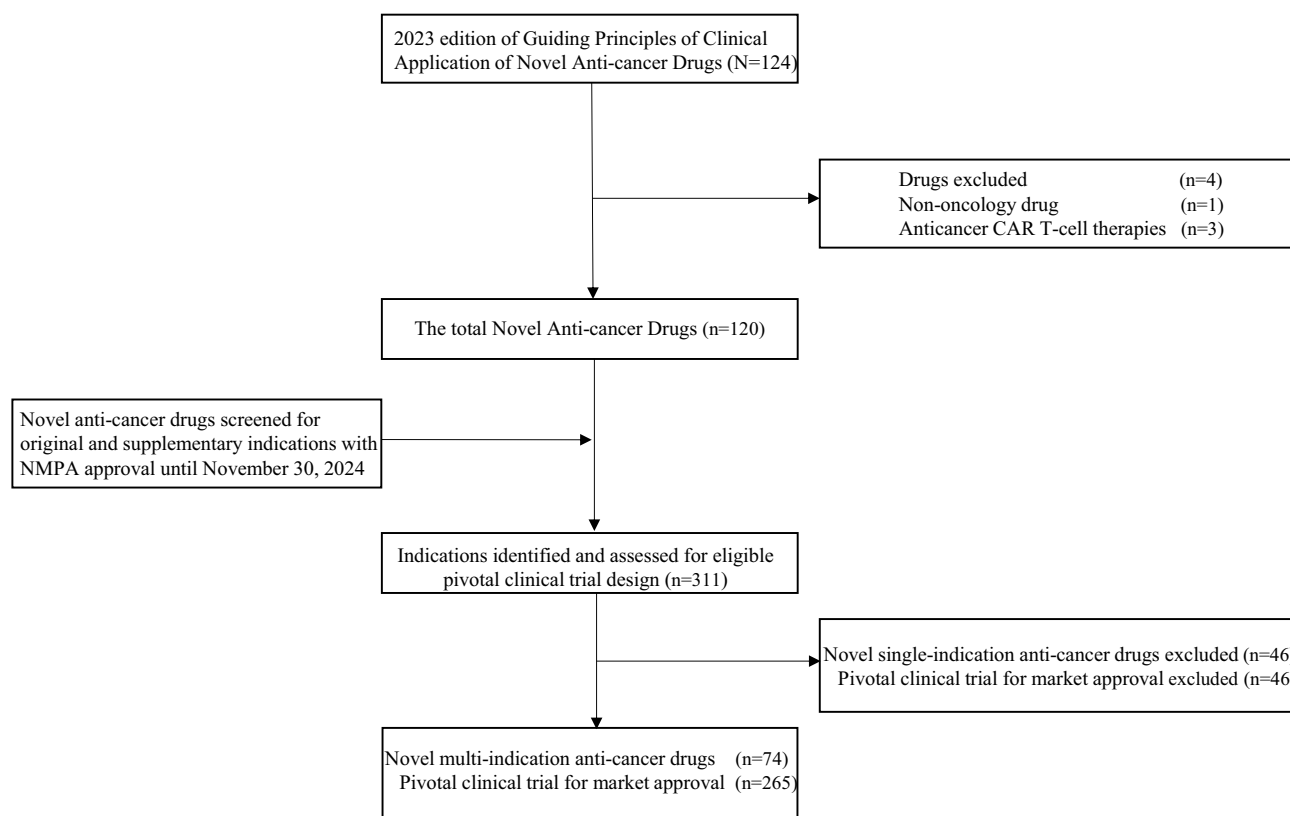 2023 edition of Guiding Principles of Clinical
Application of Novel Anti-cancer Drugs (N=124)
Drugs excluded (n=4)
Non-oncology drug (n=1)
Anticancer CAR T-cell therapies (n=3)
The total Novel Anti-cancer Drugs (n=120)
Novel anti-cancer drugs screened for
original and supplementary indications with
NMPA approval until November 30, 2024
Indications identified and assessed for eligible
pivotal clinical trial design (n=311)
Novel single-indication anti-cancer drugs excluded (n=46)
Pivotal clinical trial for market approval excluded (n=46)
Novel multi-indication anti-cancer drugs (n=74)
Pivotal clinical trial for market approval (n=265)